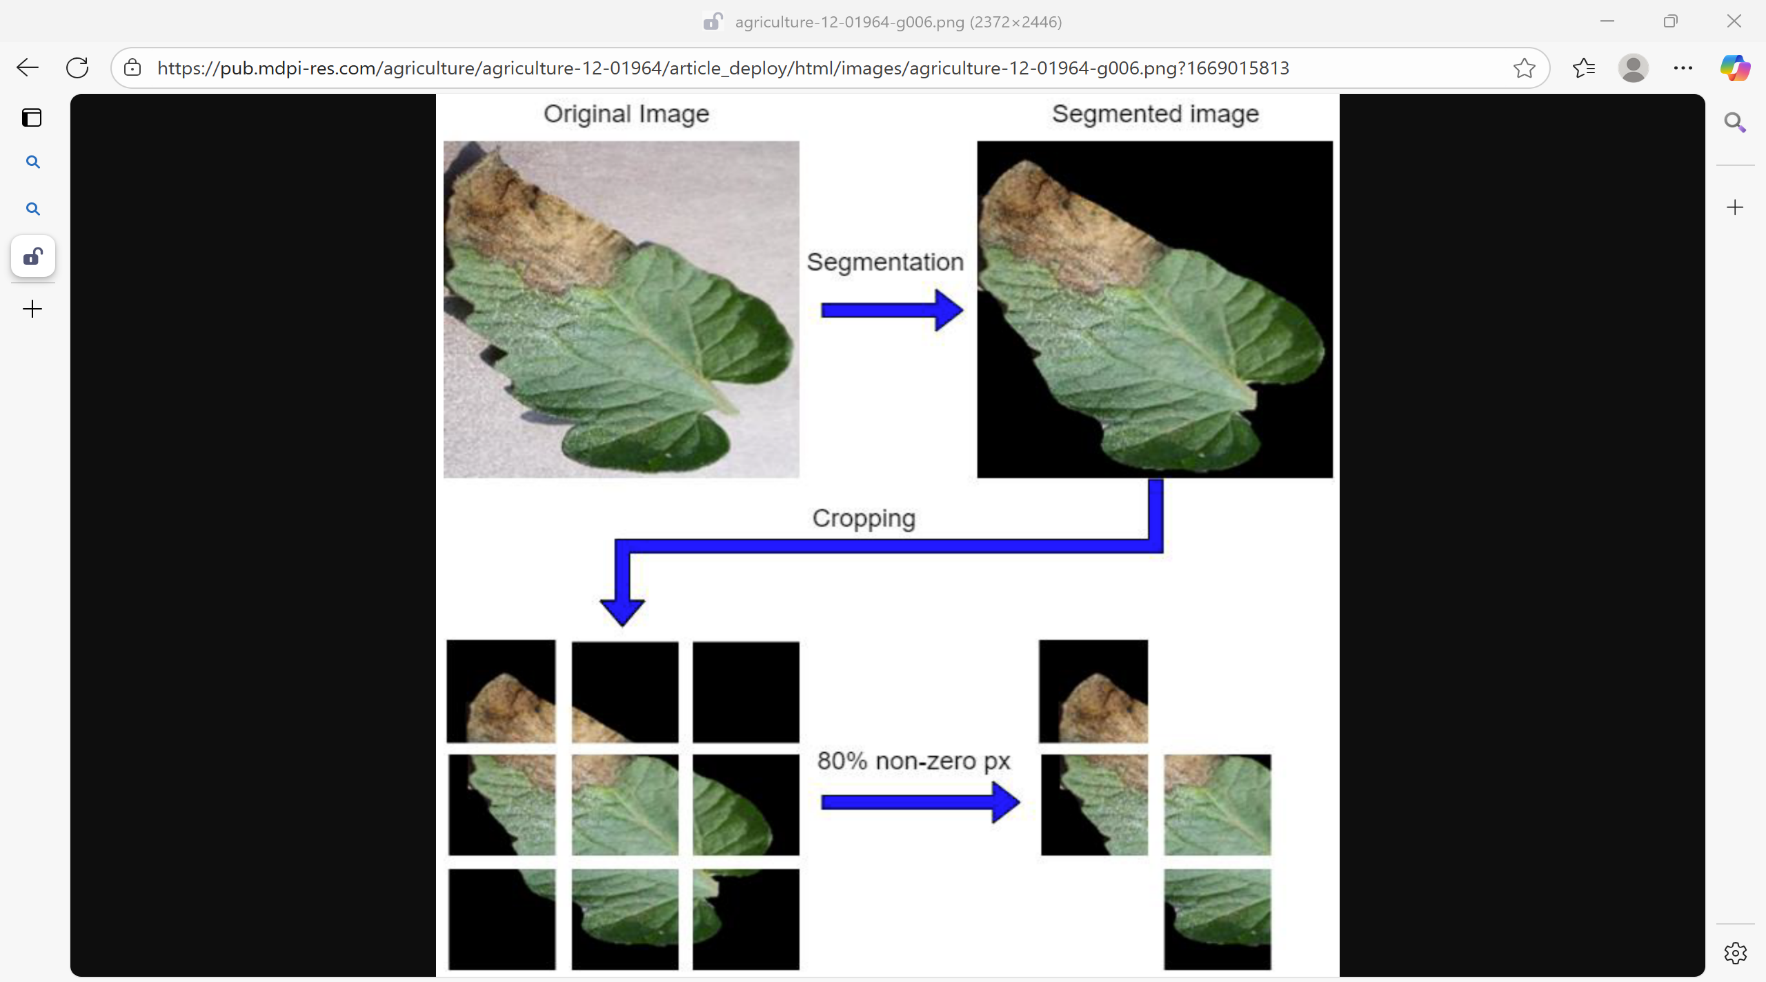 agriculture-12-01964-g006.png (2372×2446)
https://pub.mdpi-res.com/agriculture/agriculture-12-01964/article_deploy/html/images/agriculture-12-01964-g006.png?1669015813
Original Image
Segmented image
Segmentation
Cropping
80% non-zero px